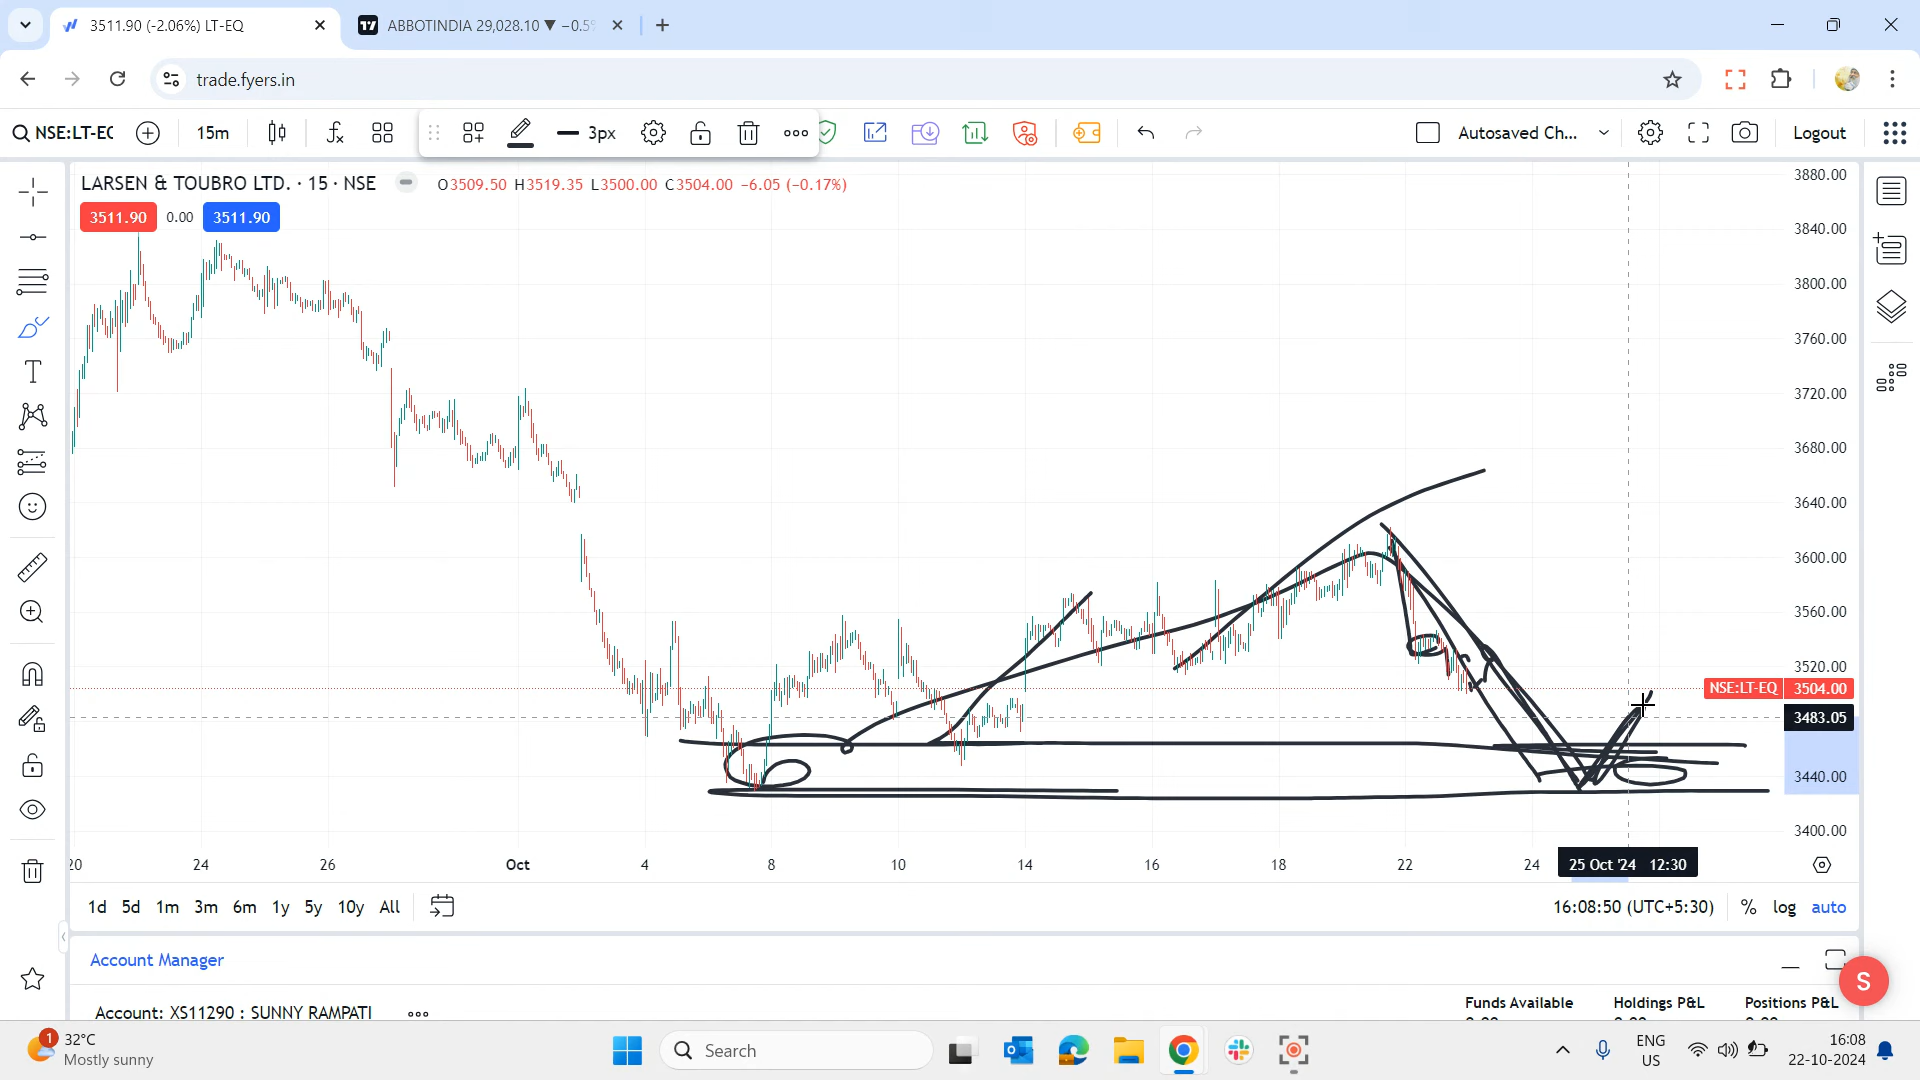 3511.90 (-2.06%) LT-EQ
ABBOTINDIA 29,028.10 ▼ −0.5
trade.fyers.in
NSE:LT-EQ
15m
3px
Autosaved Ch...
Logout
LARSEN & TOUBRO LTD. · 15 · NSE
O3509.50 H3519.35 L3500.00 C3504.00 -6.05 (-0.17%)
3511.90 0.00 3511.90
3880.00
3840.00
3800.00
3760.00
3720.00
3680.00
3640.00
3600.00
3560.00
3520.00
NSE:LT-EQ 3504.00
3483.05
3440.00
3400.00
20 24 26 Oct 4 8 10 14 16 18 22 24 25 Oct '24 12:30
1d 5d 1m 3m 6m 1y 5y 10y All
16:08:50 (UTC+5:30) % log auto
Account Manager
S
Account: XS11290 : SUNNY RAMPATI
Funds Available Holdings P&L Positions P&L
1
32°C
Mostly sunny
Search
ENG
US
16:08
22-10-2024